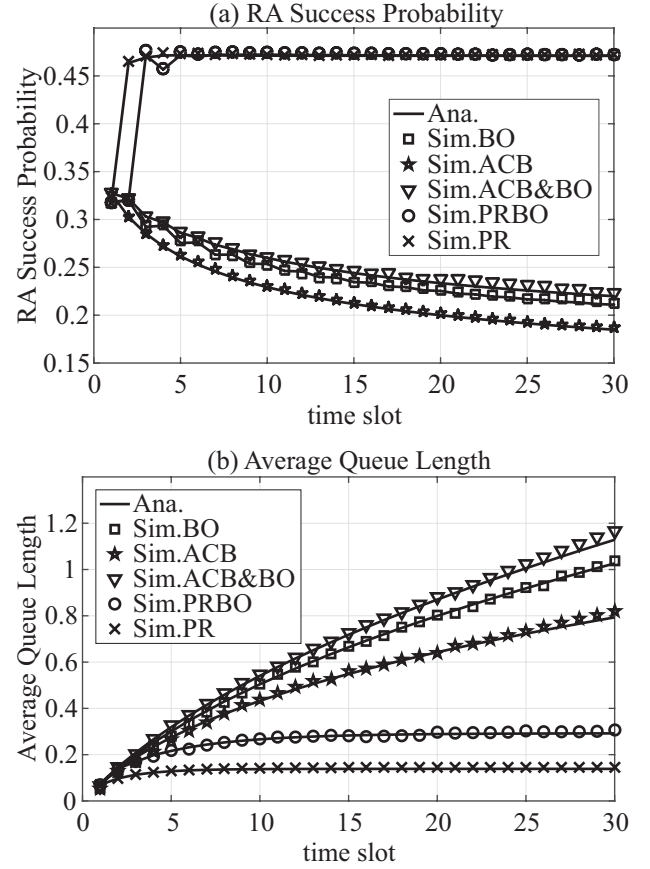 (a) RA Success Probability
RA Success Probability
0.45
0.4
0.35
0.3
0.25
0.2
0.15
Ana.
Sim.BO
Sim.ACB
Sim.ACB&BO
Sim.PRBO
Sim.PR
0 5 10 15 20 25 30
time slot
(b) Average Queue Length
Average Queue Length
1.2
1
0.8
0.6
0.4
0.2
0
Ana.
Sim.BO
Sim.ACB
Sim.ACB&BO
Sim.PRBO
Sim.PR
5 10 15 20 25 30
time slot